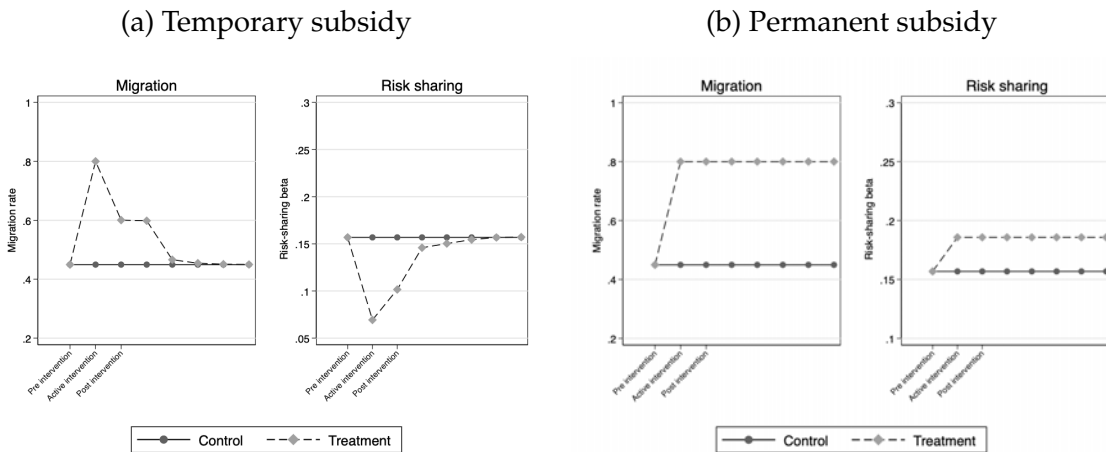 (a) Temporary subsidy
Migration
Migration rate
1
.8
.6
.4
.2
Pre intervention
Active intervention
Post intervention
Risk sharing
Risk-sharing beta
.3
.25
.2
.15
.1
.05
Pre intervention
Active intervention
Post intervention
Control
Treatment
(b) Permanent subsidy
Migration
Migration rate
1
.8
.6
.4
.2
Pre intervention
Active intervention
Post intervention
Risk sharing
Risk-sharing beta
.3
.25
.2
.15
.1
Pre intervention
Active intervention
Post intervention
Control
Treatment